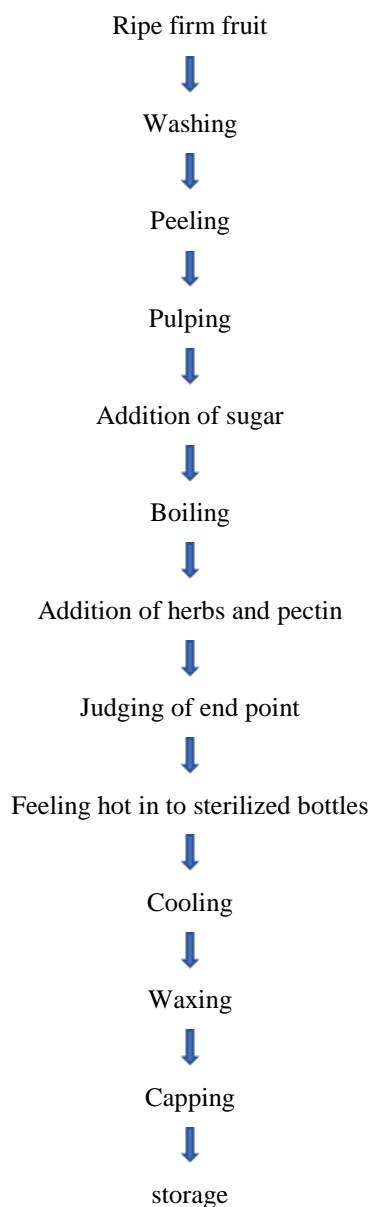 Ripe firm fruit
Washing
Peeling
Pulping
Addition of sugar
Boiling
Addition of herbs and pectin
Judging of end point
Feeling hot in to sterilized bottles
Cooling
Waxing
Capping
storage